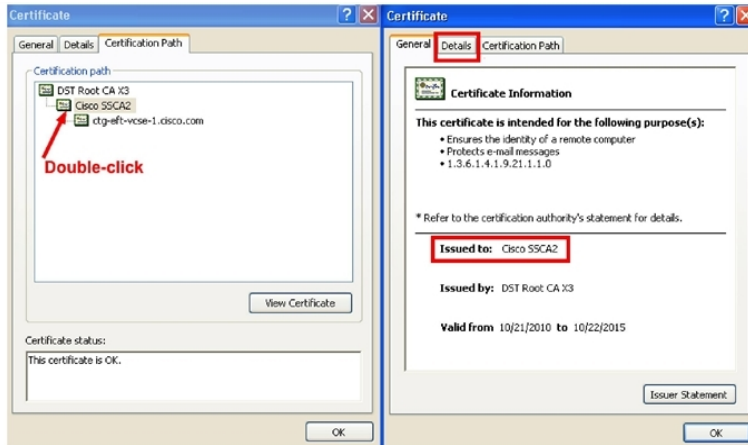 Certificate
General Details Certification Path
Certification path
DST Root CA X3
Cisco SSCA2
ctg-eft-vcse-1.cisco.com
Double-click
View Certificate
Certificate status:
This certificate is OK.
OK
Certificate
General Details Certification Path
Certificate Information
This certificate is intended for the following purpose(s):
• Ensures the identity of a remote computer
• Protects e-mail messages
• 1.3.6.1.4.1.9.21.1.1.0
* Refer to the certification authority's statement for details.
Issued to: Cisco SSCA2
Issued by: DST Root CA X3
Valid from 10/21/2010 to 10/22/2015
Issuer Statement
OK